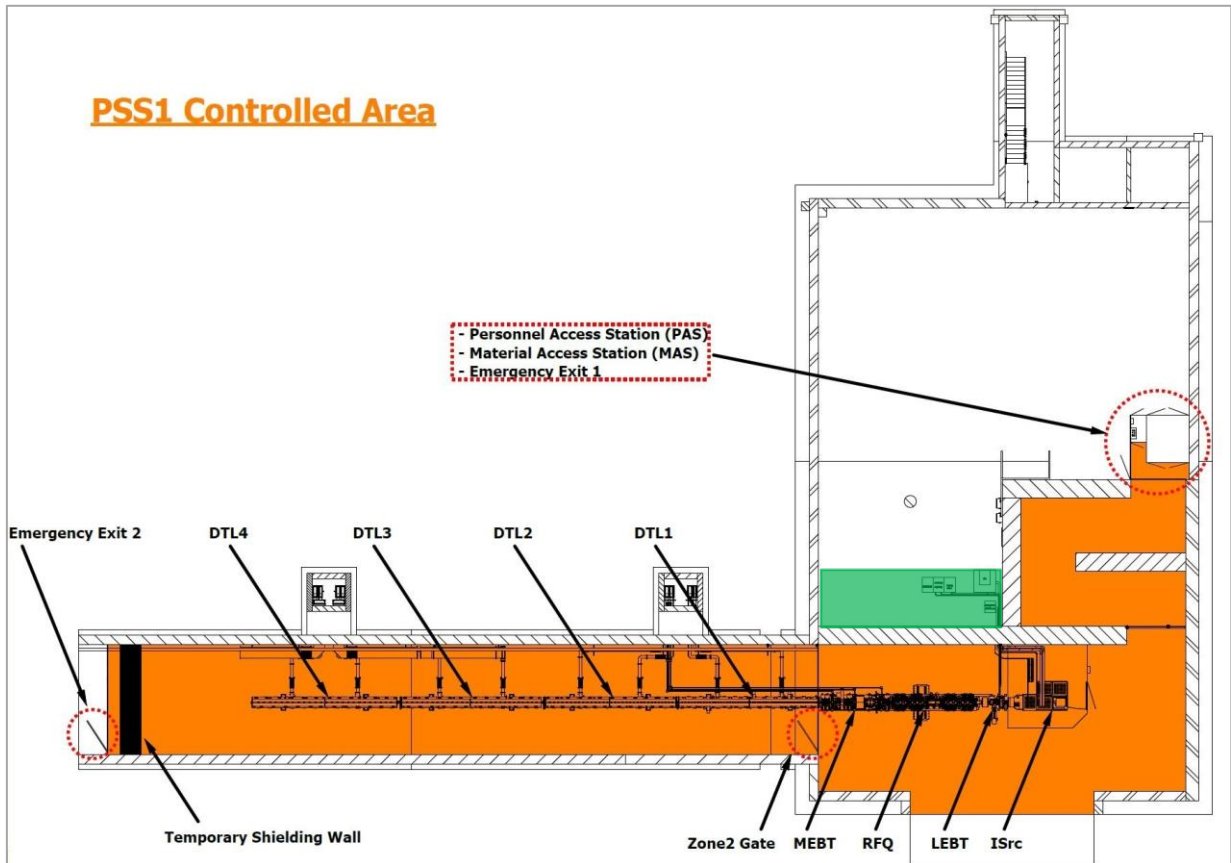 PSS1 Controlled Area
- Personnel Access Station (PAS)
- Material Access Station (MAS)
- Emergency Exit 1
Emergency Exit 2
DTL4
DTL3
DTL2
DTL1
Temporary Shielding Wall
Zone2 Gate
MEBT
RFQ
LEBT
ISrc